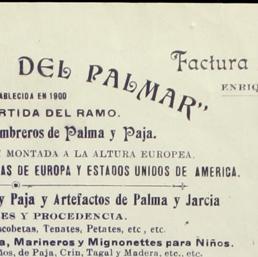 DEL PALMAR"
Factura
ENRIQ
ABLECIDA EN 1900
RTIDA DEL RAMO.
mbreros de Palma y Paja.
MONTADA A LA ALTURA EUROPEA.
AS DE EUROPA Y ESTADOS UNIDOS DE AMERICA.
y Paja y Artefactos de Palma y Jarcia
ES Y PROCEDENCIA.
scobetas, Tenates, Petates, etc., etc.
a, Marineros y Mignonettes para Niños.
ños, de Paja, Crin, Tagal y Madera, etc., et